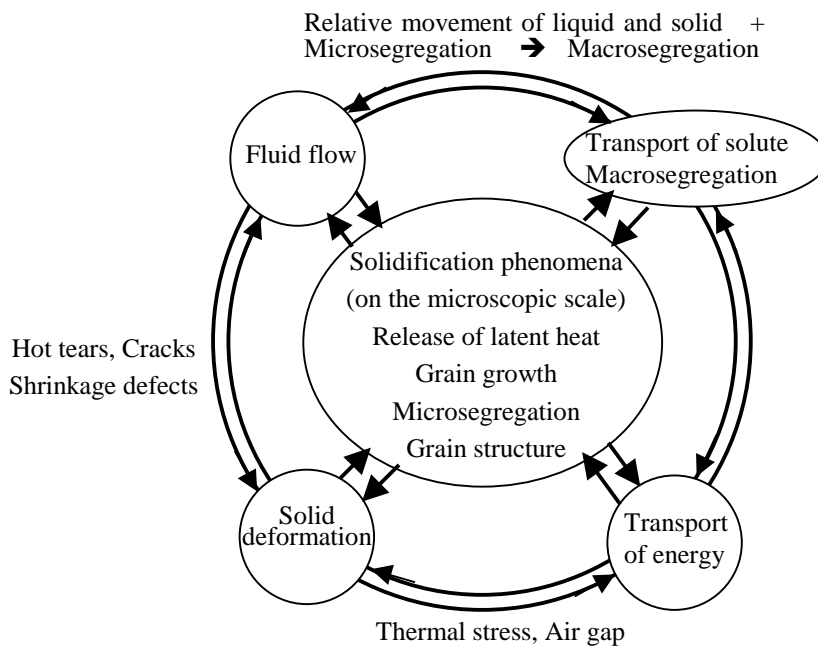 Relative movement of liquid and solid +
Microsegregation ➔ Macrosegregation
Fluid flow
Transport of solute
Macrosegregation
Solidification phenomena
(on the microscopic scale)
Release of latent heat
Grain growth
Microsegregation
Grain structure
Hot tears, Cracks
Shrinkage defects
Solid
deformation
Transport
of energy
Thermal stress, Air gap